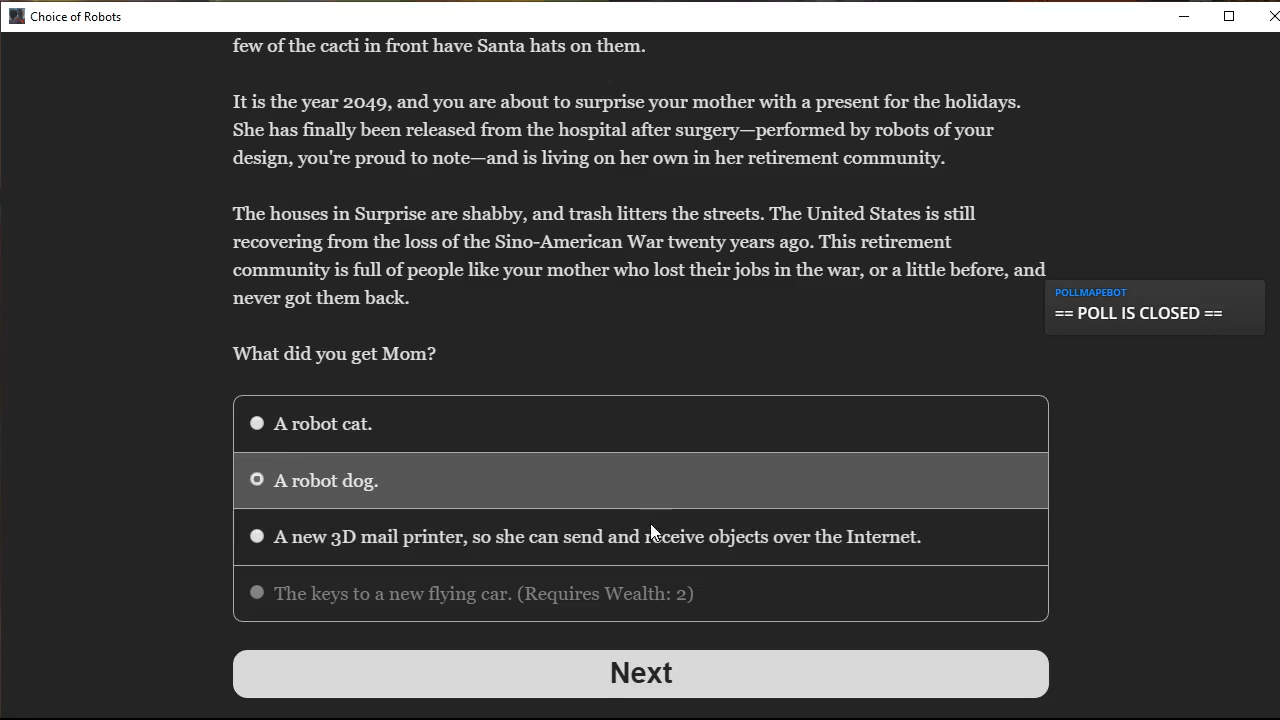 Choice of Robots
few of the cacti in front have Santa hats on them.
It is the year 2049, and you are about to surprise your mother with a present for the holidays.
She has finally been released from the hospital after surgery—performed by robots of your
design, you're proud to note—and is living on her own in her retirement community.
The houses in Surprise are shabby, and trash litters the streets. The United States is still
recovering from the loss of the Sino-American War twenty years ago. This retirement
community is full of people like your mother who lost their jobs in the war, or a little before, and
never got them back.
POLLMAPEBOT
== POLL IS CLOSED ==
What did you get Mom?
A robot cat.
A robot dog.
A new 3D mail printer, so she can send and receive objects over the Internet.
The keys to a new flying car. (Requires Wealth: 2)
Next